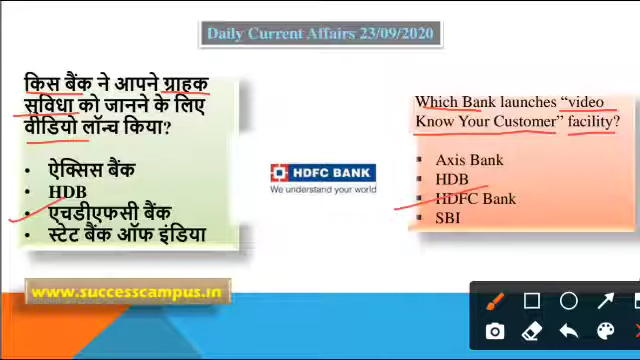 Daily Current Affairs 23/09/2020
किस बैंक ने आपने ग्राहक
सविधा को जानने के लिए
वीडियो लॉन्च किया?
• ऐक्सिस बैंक
• HDB
• एचडीएफसी बैंक
• स्टेट बैंक ऑफ इंडिया
HDFC BANK
We understand your world
Which Bank launches “video
Know Your Customer” facility?
▪ Axis Bank
▪ HDB
▪ HDFC Bank
▪ SBI
www.successcampus.in